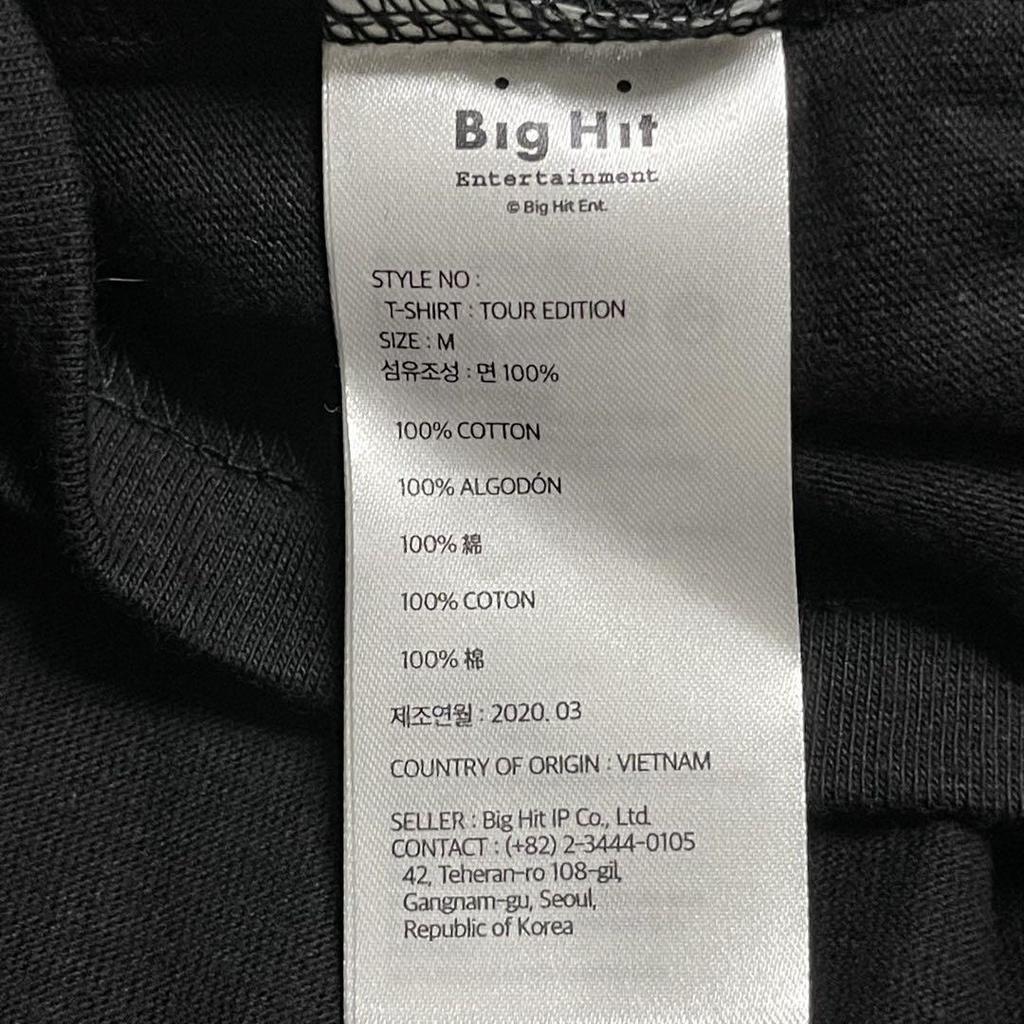 Big Hit
Entertainment
© Big Hit Ent.
STYLE NO :
T-SHIRT : TOUR EDITION
SIZE : M
섬유조성 : 면 100%
100% COTTON
100% ALGODÓN
100% 綿
100% COTON
100% 棉
제조연월 : 2020. 03
COUNTRY OF ORIGIN : VIETNAM
SELLER : Big Hit IP Co., Ltd.
CONTACT : (+82) 2-3444-0105
42, Teheran-ro 108-gil,
Gangnam-gu, Seoul,
Republic of Korea